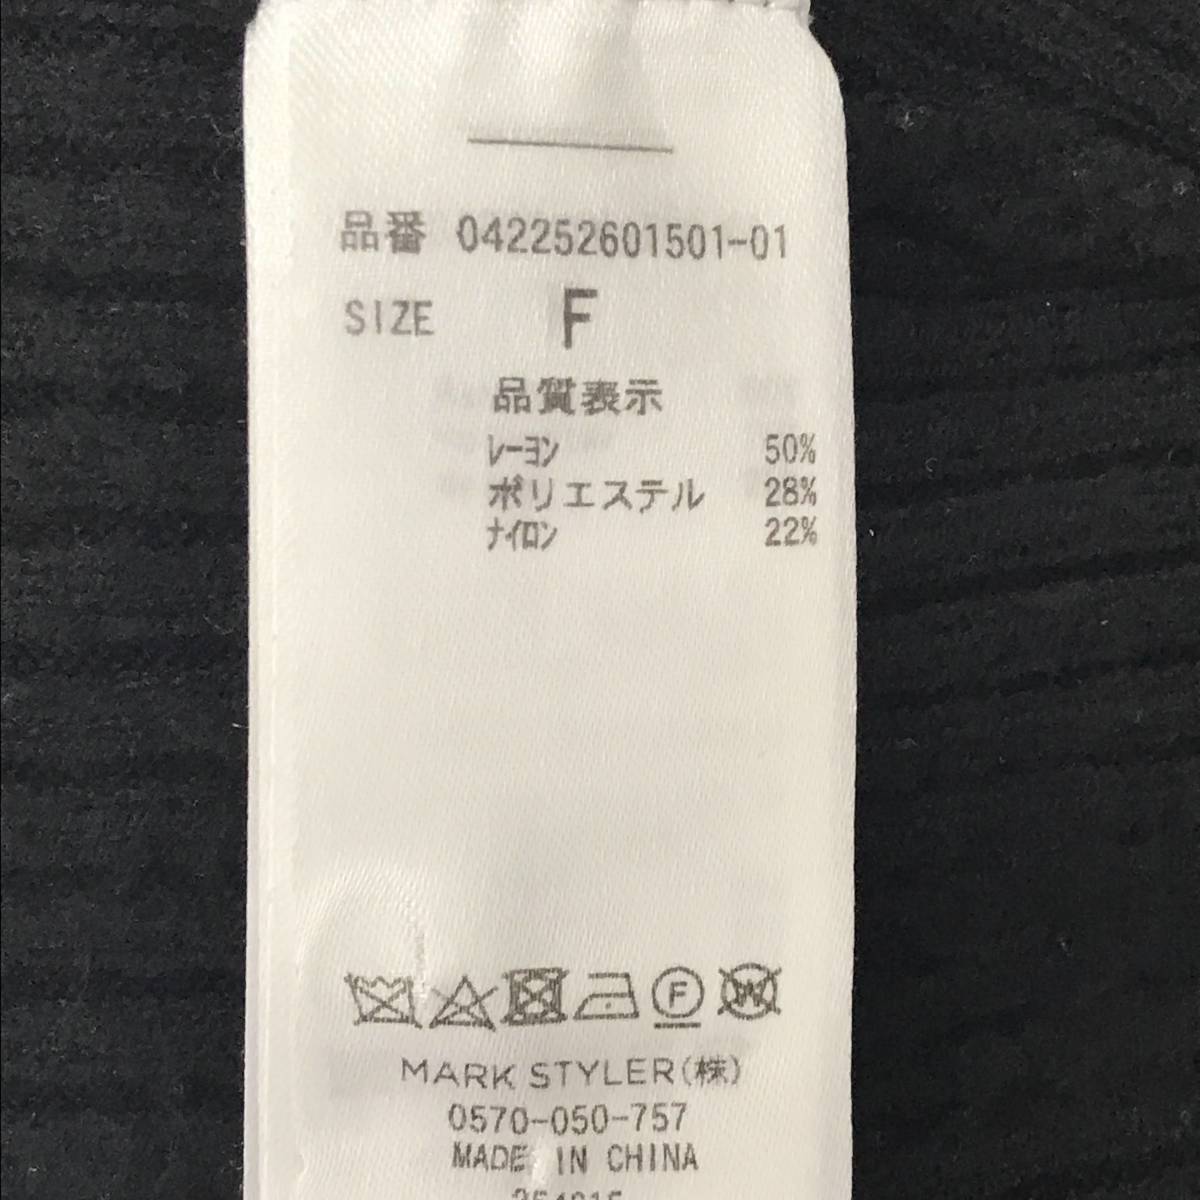 品番 042252601501-01
SIZE F
品質表示
レーヨン 50%
ポリエステル 28%
ナイロン 22%
F W
MARK STYLER(株)
0570-050-757
MADE IN CHINA